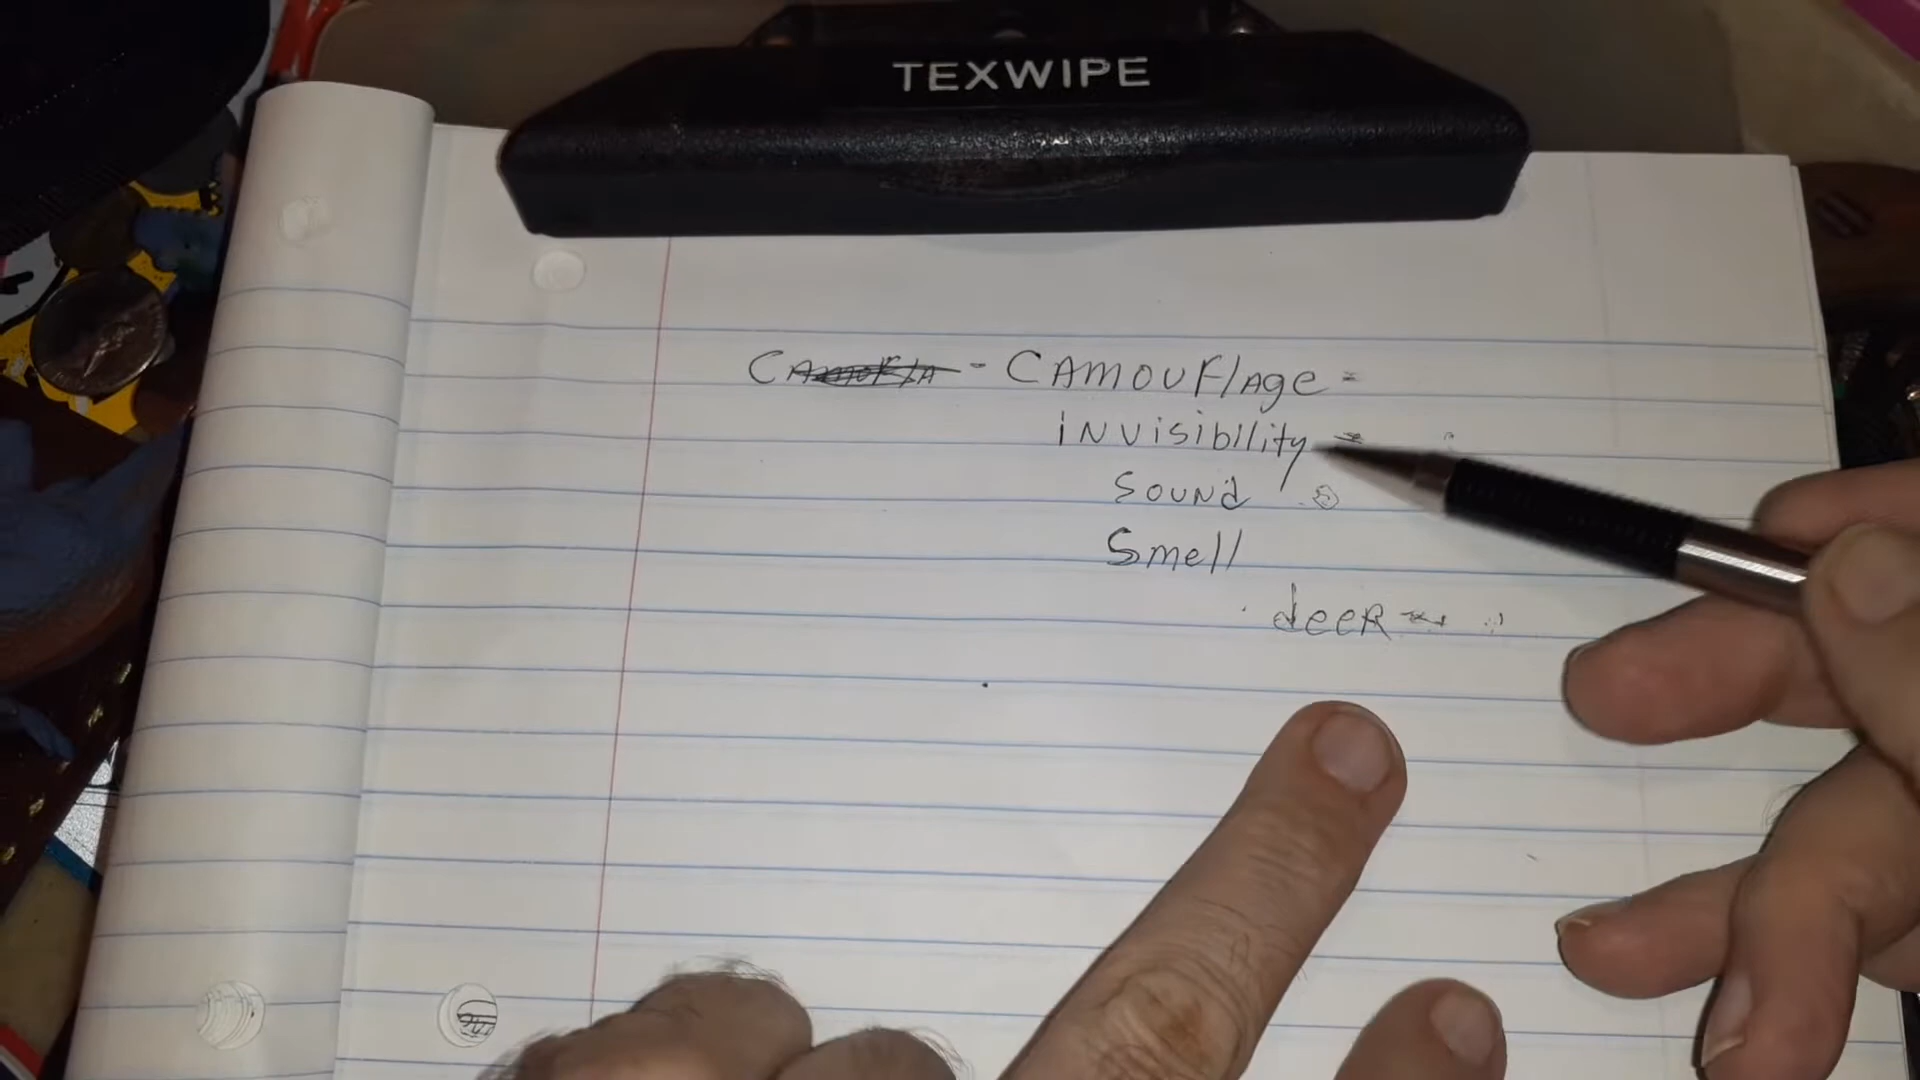 TEXWIPE
CAMOUFlAge
iNVisibility
SOUNd
Smell
deeR